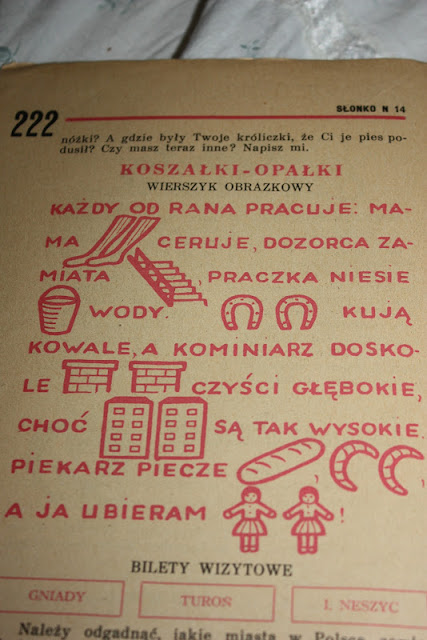 SŁONKO N 14
222
nóżki? A gdzie były Twoje króliczki, że Ci je pies po-
dusił? Czy masz teraz inne? Napisz mi.
KOSZAŁKI-OPAŁKI
WIERSZYK OBRAZKOWY
KAŻDY OD RANA PRACUJE: MA-
MA CERUJE, DOZORCA ZA-
MIATA , PRACZKA NIESIE
WODY. KUJĄ
KOWALE, A KOMINIARZ DOSKO-
LE CZYŚCI GŁĘBOKIE,
CHOĆ SĄ TAK WYSOKIE.
PIEKARZ PIECZE , ,
A JA UBIERAM !
BILETY WIZYTOWE
GNIADY TUROŃ I. NESZYC
Należy odgadnąć, jakie miasta w Polsce